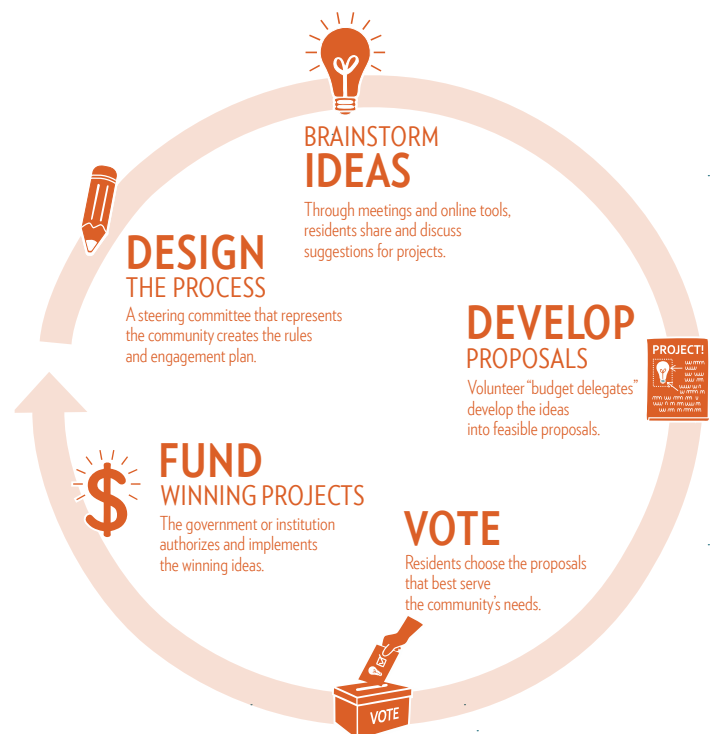 DESIGN
THE PROCESS
A steering committee that represents
the community creates the rules
and engagement plan.
BRAINSTORM
IDEAS
Through meetings and online tools,
residents share and discuss
suggestions for projects.
DEVELOP
PROPOSALS
Volunteer “budget delegates”
develop the ideas
into feasible proposals.
PROJECT!
VOTE
Residents choose the proposals
that best serve
the community’s needs.
VOTE
FUND
WINNING PROJECTS
The government or institution
authorizes and implements
the winning ideas.